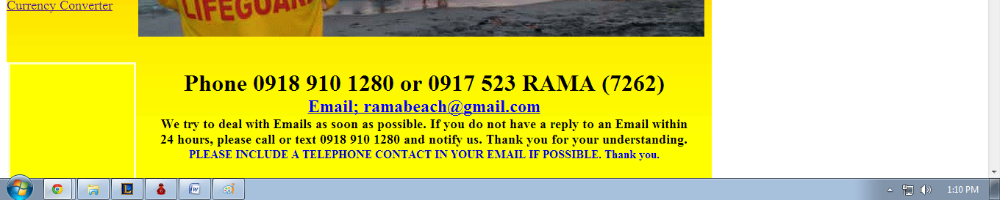 Currency Converter
LIFEGUARD
Phone 0918 910 1280 or 0917 523 RAMA (7262)
Email; ramabeach@gmail.com
We try to deal with Emails as soon as possible. If you do not have a reply to an Email within
24 hours, please call or text 0918 910 1280 and notify us. Thank you for your understanding.
PLEASE INCLUDE A TELEPHONE CONTACT IN YOUR EMAIL IF POSSIBLE. Thank you.
1:10 PM